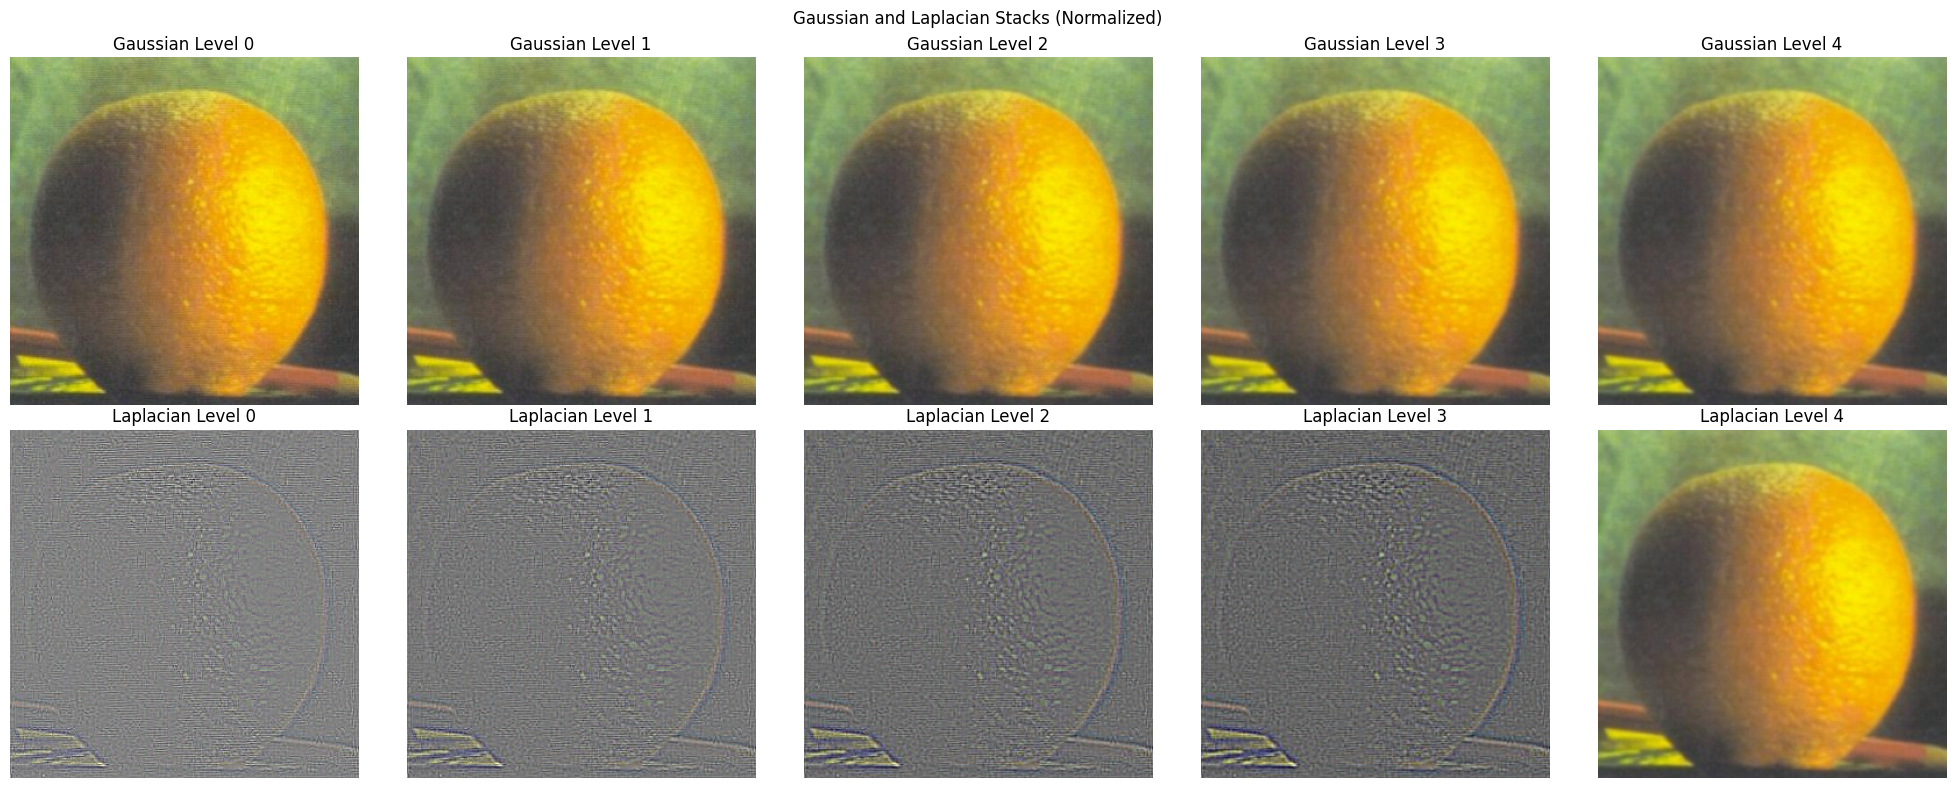 Gaussian and Laplacian Stacks (Normalized)
Gaussian Level 0
Gaussian Level 1
Gaussian Level 2
Gaussian Level 3
Gaussian Level 4
Laplacian Level 0
Laplacian Level 1
Laplacian Level 2
Laplacian Level 3
Laplacian Level 4